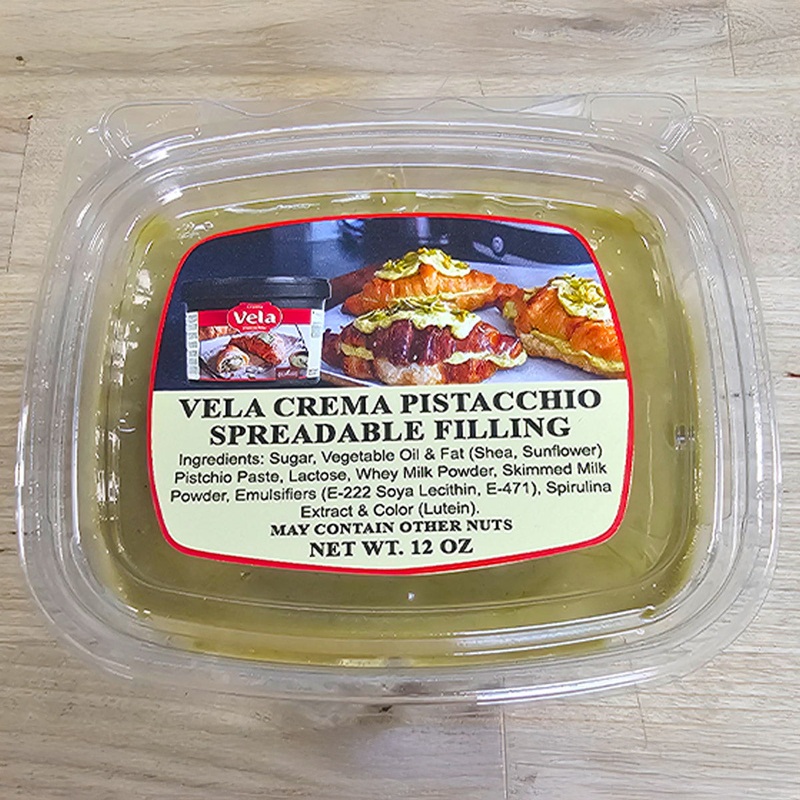 Crema
Vela
VELA CREMA PISTACCHIO
SPREADABLE FILLING
Ingredients: Sugar, Vegetable Oil & Fat (Shea, Sunflower)
Pistchio Paste, Lactose, Whey Milk Powder, Skimmed Milk
Powder, Emulsifiers (E-222 Soya Lecithin, E-471), Spirulina
Extract & Color (Lutein).
MAY CONTAIN OTHER NUTS
NET WT. 12 OZ